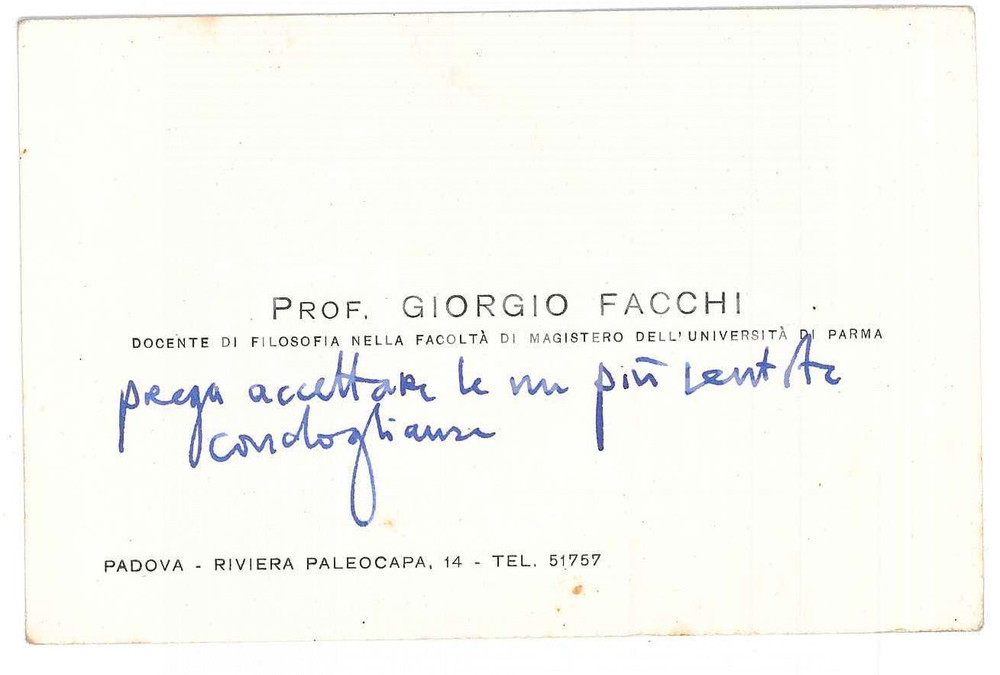 PROF. GIORGIO FACCHI
DOCENTE DI FILOSOFIA NELLA FACOLTÀ DI MAGISTERO DELL'UNIVERSITÀ DI PARMA
prega accettare le mie più sentite
condoglianze
PADOVA - RIVIERA PALEOCAPA, 14 - TEL. 51757